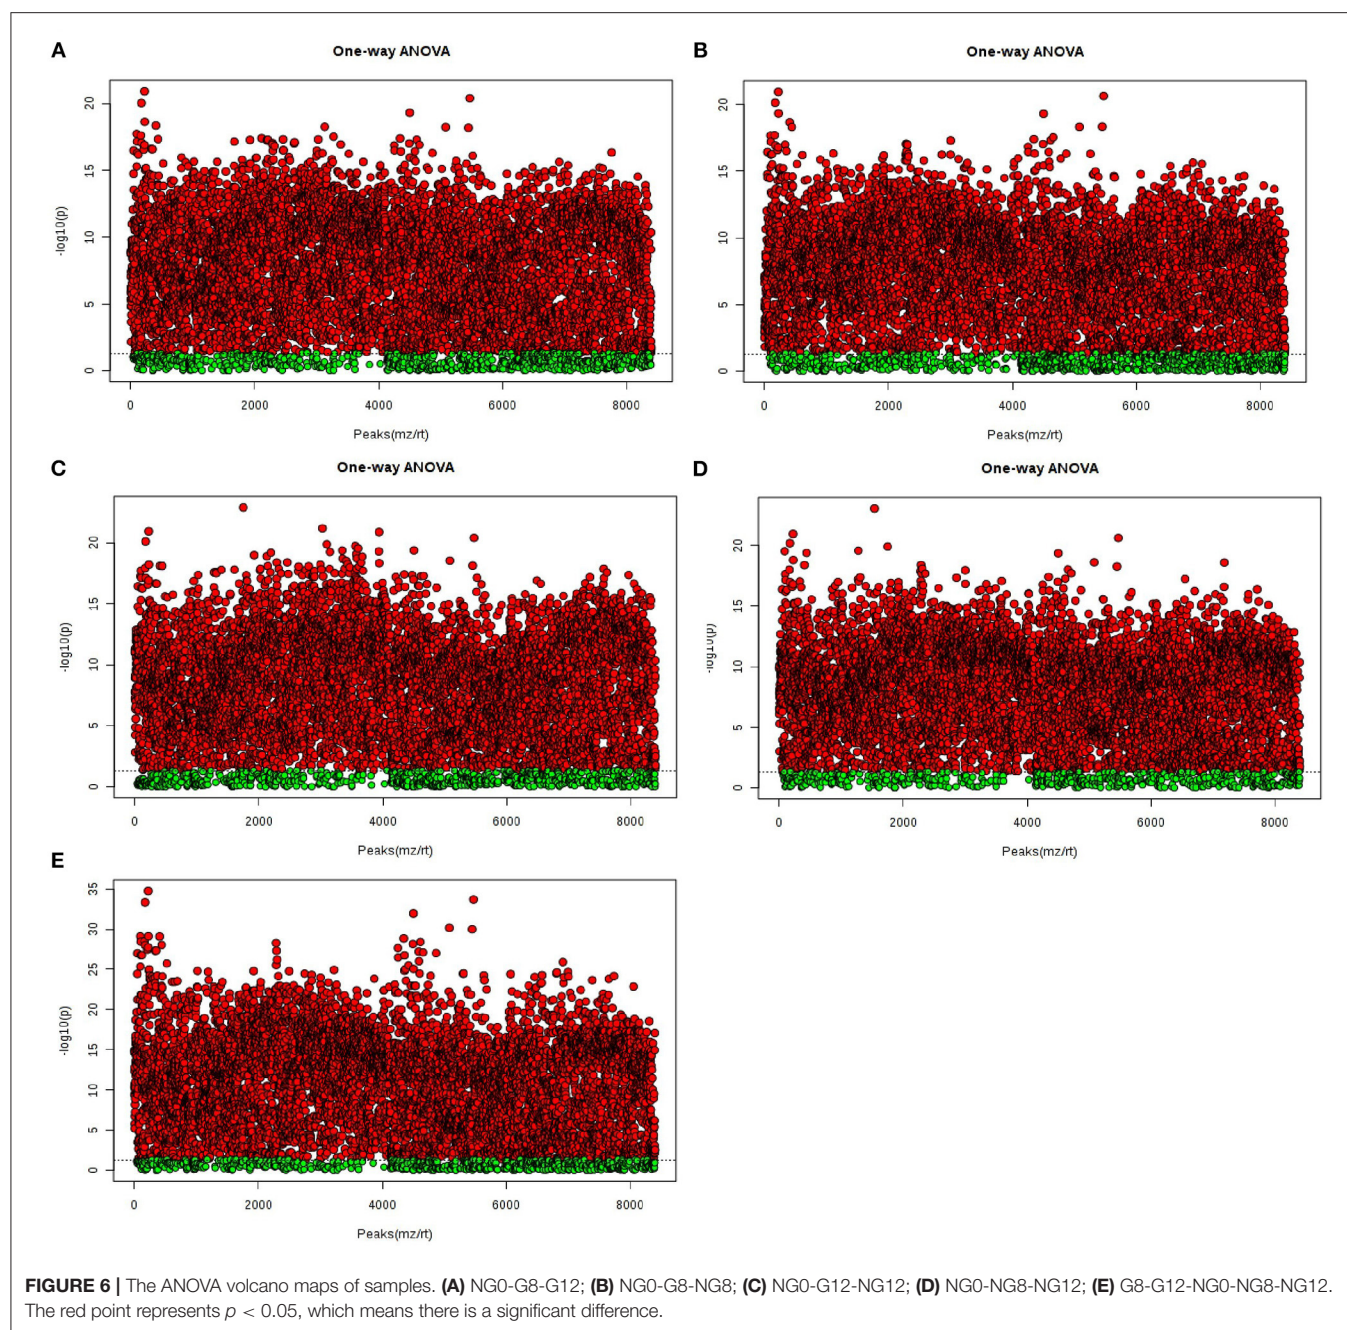 A
One-way ANOVA
-log10(p)
20
15
10
5
0
0 2000 4000 6000 8000
Peaks(mz/rt)
B
One-way ANOVA
-log10(p)
20
15
10
5
0
0 2000 4000 6000 8000
Peaks(mz/rt)
C
One-way ANOVA
-log10(p)
20
15
10
5
0
0 2000 4000 6000 8000
Peaks(mz/rt)
D
One-way ANOVA
-log10(p)
20
15
10
5
0
0 2000 4000 6000 8000
Peaks(mz/rt)
E
-log10(p)
35
30
25
20
15
10
5
0
0 2000 4000 6000 8000
Peaks(mz/rt)
FIGURE 6 | The ANOVA volcano maps of samples. (A) NG0-G8-G12; (B) NG0-G8-NG8; (C) NG0-G12-NG12; (D) NG0-NG8-NG12; (E) G8-G12-NG0-NG8-NG12.
The red point represents p < 0.05, which means there is a significant difference.